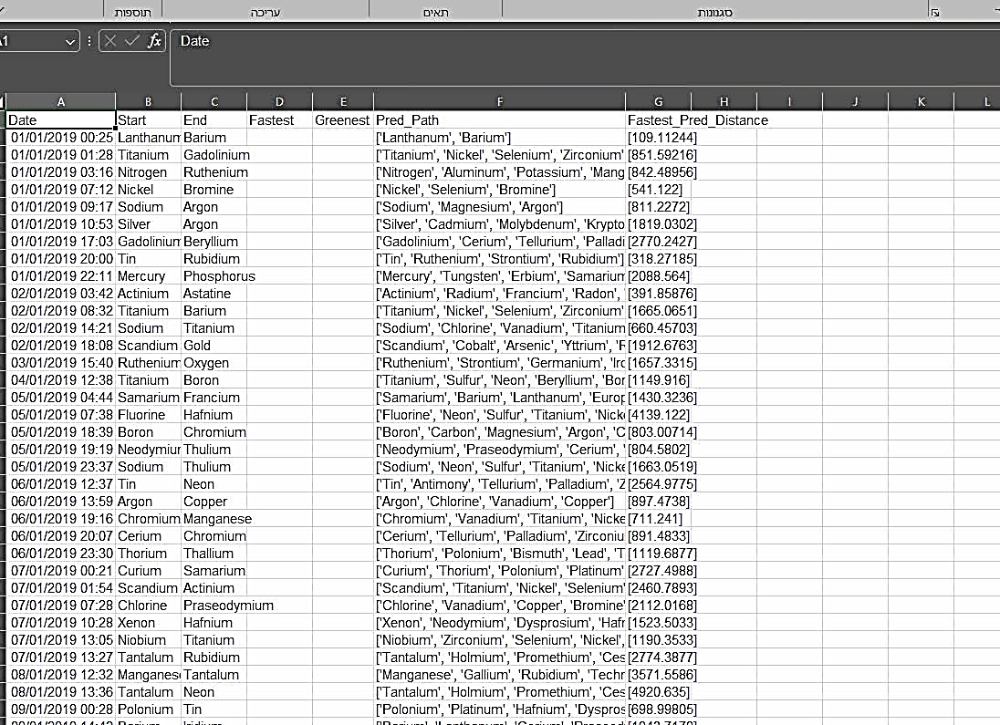 תוספות עריכה תאים סגנונות
Date
A B C D E F G H I J K L
Date Start End Fastest Greenest Pred_Path Fastest_Pred_Distance
01/01/2019 00:25 Lanthanum Barium ['Lanthanum', 'Barium'] [109.11244]
01/01/2019 01:28 Titanium Gadolinium ['Titanium', 'Nickel', 'Selenium', 'Zirconium' [851.59216]
01/01/2019 03:16 Nitrogen Ruthenium ['Nitrogen', 'Aluminum', 'Potassium', 'Mang [842.48956]
01/01/2019 07:12 Nickel Bromine ['Nickel', 'Selenium', 'Bromine'] [541.122]
01/01/2019 09:17 Sodium Argon ['Sodium', 'Magnesium', 'Argon'] [811.2272]
01/01/2019 10:53 Silver Argon ['Silver', 'Cadmium', 'Molybdenum', 'Krypto [1819.0302]
01/01/2019 17:03 Gadolinium Beryllium ['Gadolinium', 'Cerium', 'Tellurium', 'Palladi [2770.2427]
01/01/2019 20:00 Tin Rubidium ['Tin', 'Ruthenium', 'Strontium', 'Rubidium'] [318.27185]
01/01/2019 22:11 Mercury Phosphorus ['Mercury', 'Tungsten', 'Erbium', 'Samarium [2088.564]
02/01/2019 03:42 Actinium Astatine ['Actinium', 'Radium', 'Francium', 'Radon', ' [391.85876]
02/01/2019 08:32 Titanium Barium ['Titanium', 'Nickel', 'Selenium', 'Zirconium' [1665.0651]
02/01/2019 14:21 Sodium Titanium ['Sodium', 'Chlorine', 'Vanadium', 'Titanium [660.45703]
02/01/2019 18:08 Scandium Gold ['Scandium', 'Cobalt', 'Arsenic', 'Yttrium', ' [1912.6763]
03/01/2019 15:40 Ruthenium Oxygen ['Ruthenium', 'Strontium', 'Germanium', 'Iro [1657.3315]
04/01/2019 12:38 Titanium Boron ['Titanium', 'Sulfur', 'Neon', 'Beryllium', 'Bor [1149.916]
05/01/2019 04:44 Samarium Francium ['Samarium', 'Barium', 'Lanthanum', 'Europ [1430.3236]
05/01/2019 07:38 Fluorine Hafnium ['Fluorine', 'Neon', 'Sulfur', 'Titanium', 'Nick [4139.122]
05/01/2019 18:39 Boron Chromium ['Boron', 'Carbon', 'Magnesium', 'Argon', 'C [803.00714]
05/01/2019 19:19 Neodymiur Thulium ['Neodymium', 'Praseodymium', 'Cerium', ' [804.5802]
05/01/2019 23:37 Sodium Thulium ['Sodium', 'Neon', 'Sulfur', 'Titanium', 'Nicke [1663.0519]
06/01/2019 12:37 Tin Neon ['Tin', 'Antimony', 'Tellurium', 'Palladium', 'Z [2564.9775]
06/01/2019 13:59 Argon Copper ['Argon', 'Chlorine', 'Vanadium', 'Copper'] [897.4738]
06/01/2019 19:16 Chromium Manganese ['Chromium', 'Vanadium', 'Titanium', 'Nicke [711.241]
06/01/2019 20:07 Cerium Chromium ['Cerium', 'Tellurium', 'Palladium', 'Zirconiu [891.4833]
06/01/2019 23:30 Thorium Thallium ['Thorium', 'Polonium', 'Bismuth', 'Lead', 'T [1119.6877]
07/01/2019 00:21 Curium Samarium ['Curium', 'Thorium', 'Polonium', 'Platinum' [2727.4988]
07/01/2019 01:54 Scandium Actinium ['Scandium', 'Titanium', 'Nickel', 'Selenium' [2460.7893]
07/01/2019 07:28 Chlorine Praseodymium ['Chlorine', 'Vanadium', 'Copper', 'Bromine' [2112.0168]
07/01/2019 10:28 Xenon Hafnium ['Xenon', 'Neodymium', 'Dysprosium', 'Hafr [1523.5033]
07/01/2019 13:05 Niobium Titanium ['Niobium', 'Zirconium', 'Selenium', 'Nickel', [1190.3533]
07/01/2019 13:27 Tantalum Rubidium ['Tantalum', 'Holmium', 'Promethium', 'Ces [2774.3877]
08/01/2019 12:32 Manganes Tantalum ['Manganese', 'Gallium', 'Rubidium', 'Techr [3571.5586]
08/01/2019 13:36 Tantalum Neon ['Tantalum', 'Holmium', 'Promethium', 'Ces [4920.635]
09/01/2019 00:28 Polonium Tin ['Polonium', 'Platinum', 'Hafnium', 'Dyspros [698.99805]